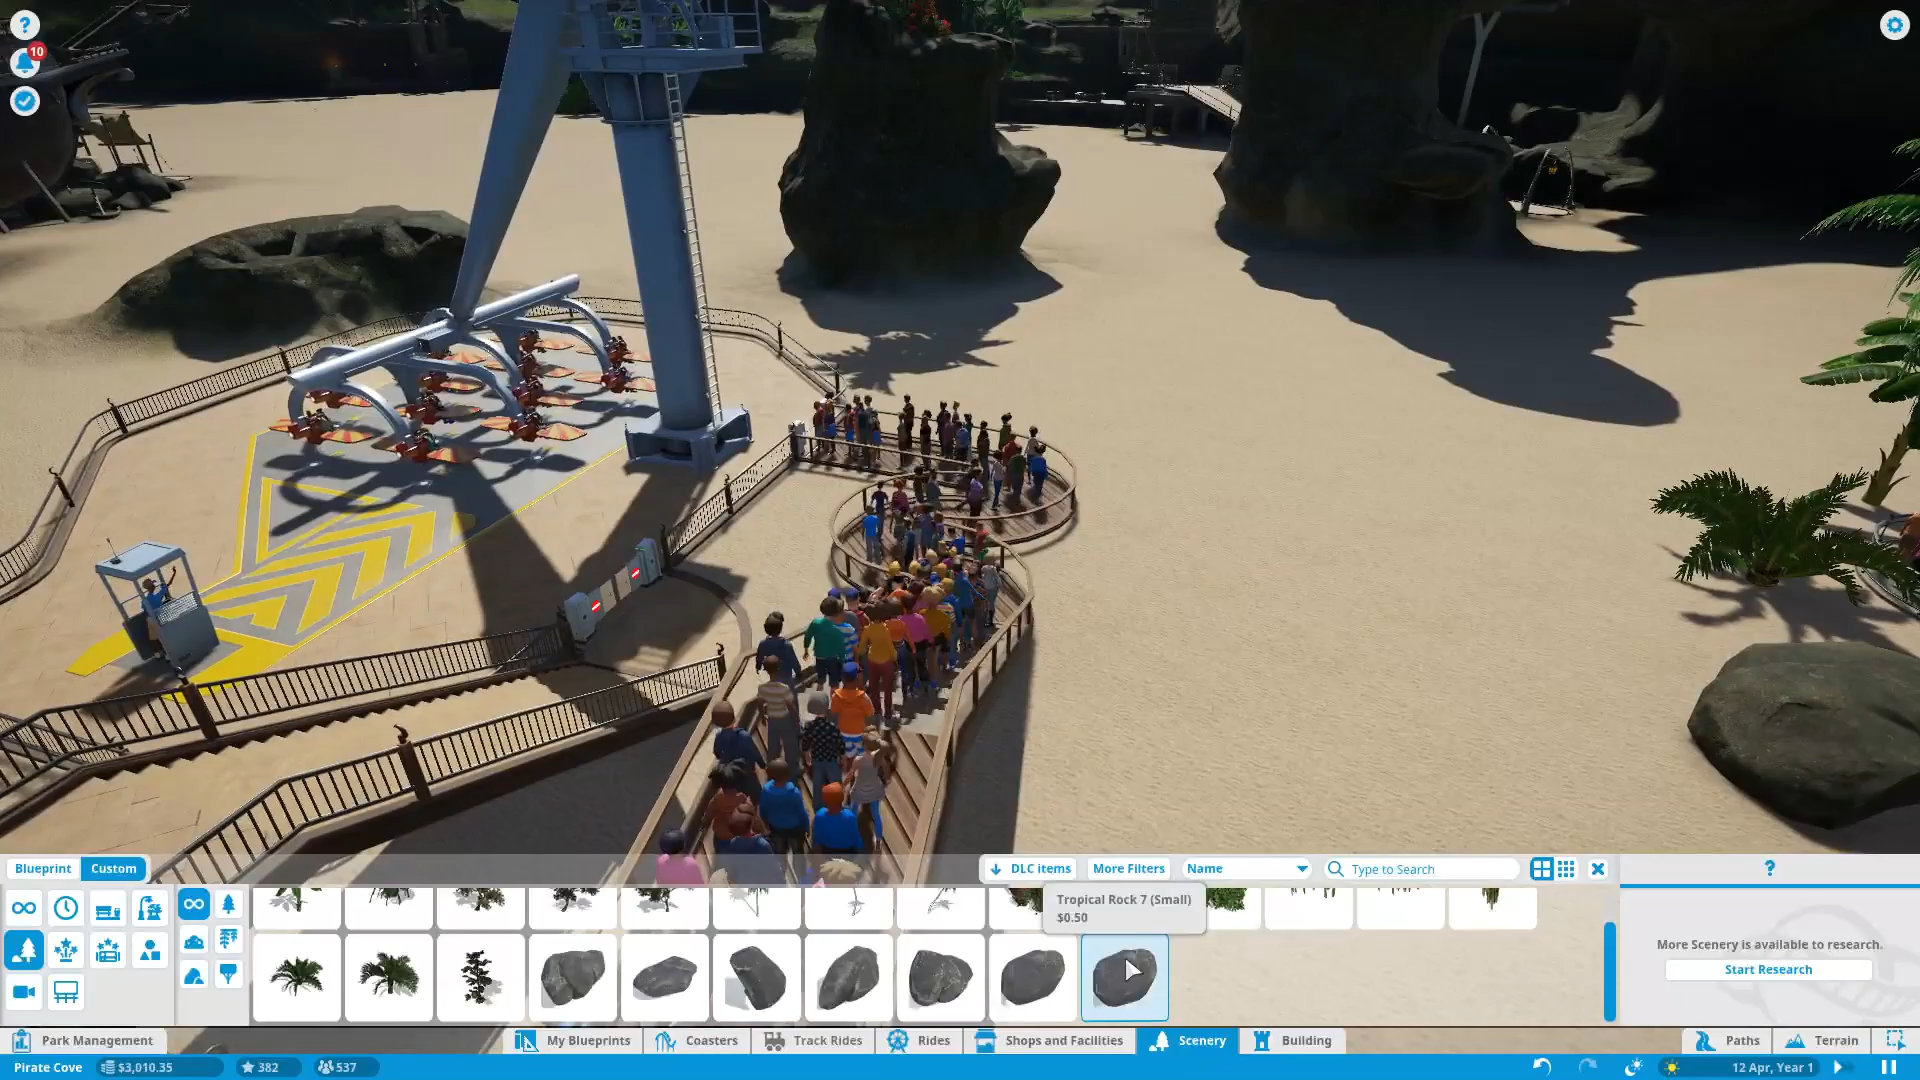 ?
10
Blueprint
Custom
DLC items
More Filters
Name
Type to Search
?
Tropical Rock 7 (Small)
$0.50
More Scenery is available to research.
Start Research
Park Management
My Blueprints
Coasters
Track Rides
Rides
Shops and Facilities
Scenery
Building
Paths
Terrain
Pirate Cove
$3,010.35
382
537
12 Apr, Year 1